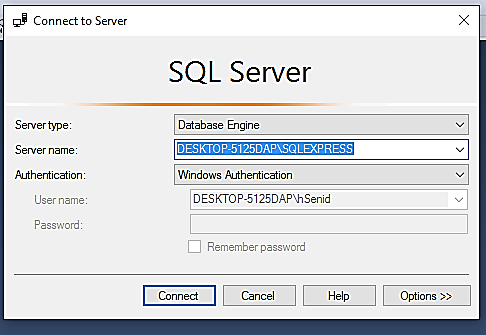 Connect to Server
SQL Server
Server type: Database Engine
Server name: DESKTOP-5125DAP\SQLEXPRESS
Authentication: Windows Authentication
User name: DESKTOP-5125DAP\hSenid
Password:
Remember password
Connect Cancel Help Options >>